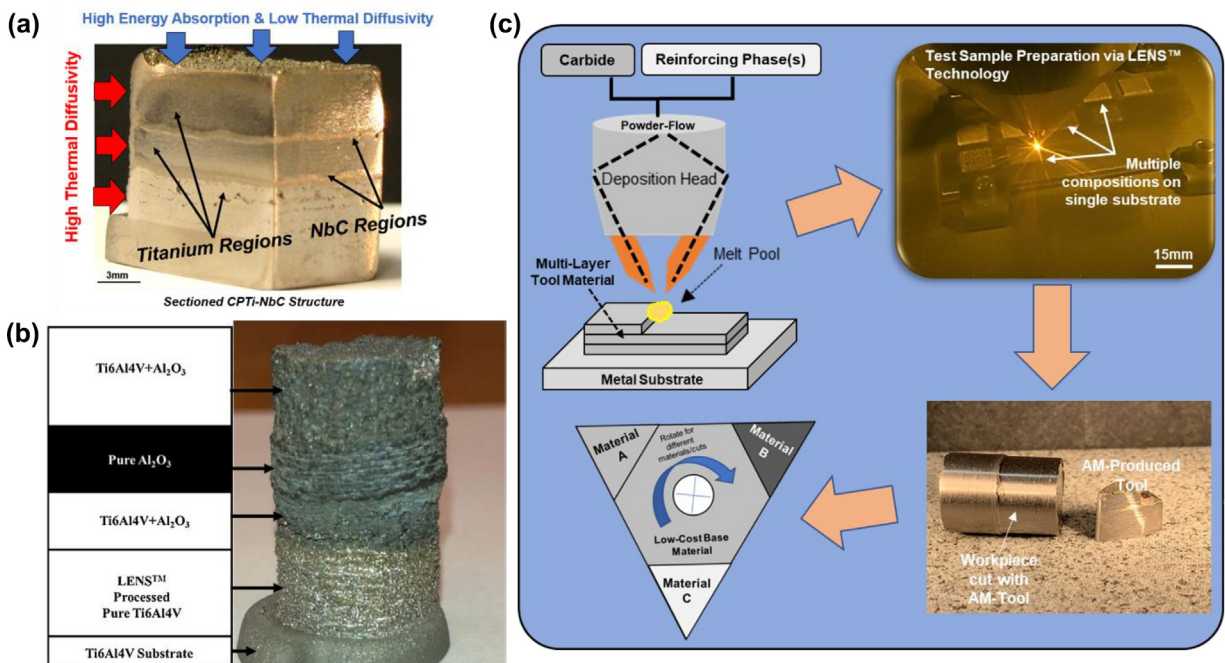 (a)
High Energy Absorption & Low Thermal Diffusivity
High Thermal Diffusivity
Titanium Regions
NbC Regions
3mm
Sectioned CPTi-NbC Structure
(b)
Ti6Al4V+Al₂O₃
Pure Al₂O₃
Ti6Al4V+Al₂O₃
LENS™
Processed
Pure Ti6Al4V
Ti6Al4V Substrate
(c)
Carbide
Reinforcing Phase(s)
Powder-Flow
Deposition Head
Multi-Layer
Tool Material
Melt Pool
Metal Substrate
Test Sample Preparation via LENS™
Technology
Multiple
compositions on
single substrate
15mm
AM-Produced
Tool
Workpiece
cut with
AM-Tool
Material
A
Rotate for
different
materials/cuts
Material
B
Low-Cost Base
Material
Material
C